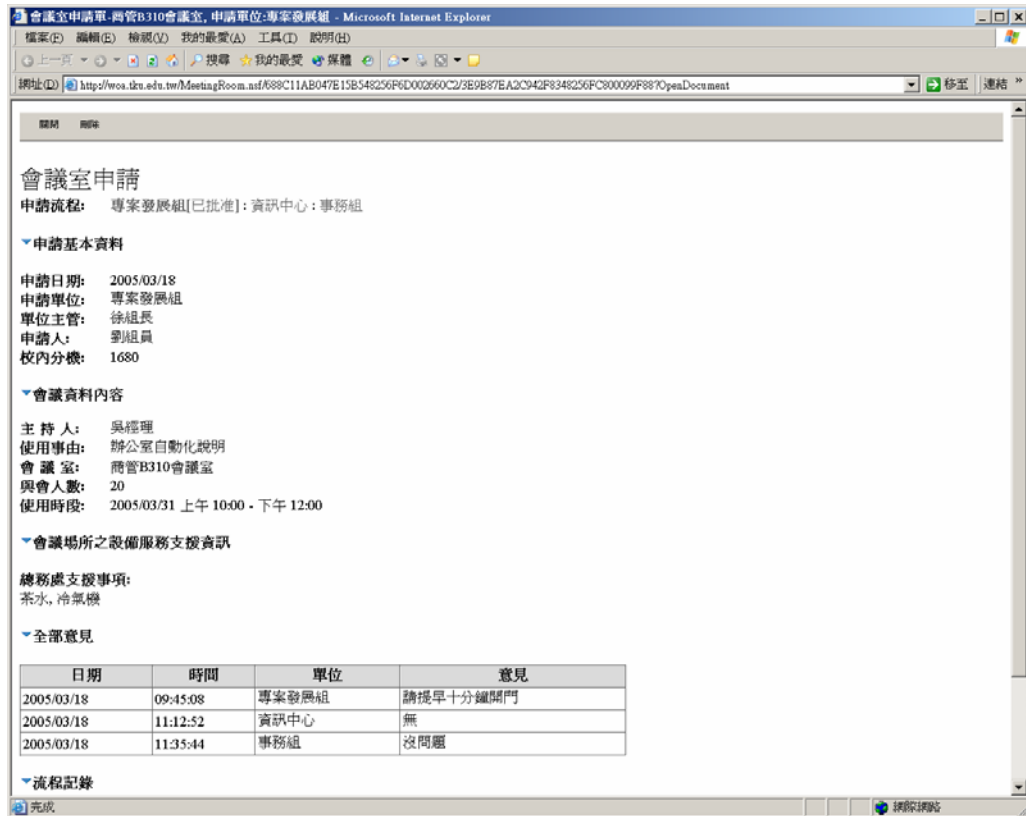 會議室申請單-商管B310會議室, 申請單位:專案發展組 - Microsoft Internet Explorer
檔案(F) 編輯(E) 檢視(V) 我的最愛(A) 工具(T) 說明(H)
上一頁 搜尋 我的最愛 媒體
網址(D) http://woa.tku.edu.tw/MeetingRoom.nsf/688C11AB047E15B548256F6D002660C2/3E9B87EA2C942F8348256FC800099F88?OpenDocument 移至 連結 »
關閉 刪除
會議室申請
申請流程: 專案發展組[已批准] : 資訊中心 : 事務組
申請基本資料
申請日期: 2005/03/18
申請單位: 專案發展組
單位主管: 徐組長
申請人: 劉組員
校內分機: 1680
會議資料內容
主 持 人: 吳經理
使用事由: 辦公室自動化說明
會 議 室: 商管B310會議室
與會人數: 20
使用時段: 2005/03/31 上午 10:00 - 下午 12:00
會議場所之設備服務支援資訊
總務處支援事項:
茶水, 冷氣機
全部意見
日期 時間 單位 意見
2005/03/18 09:45:08 專案發展組 請提早十分鐘開門
2005/03/18 11:12:52 資訊中心 無
2005/03/18 11:35:44 事務組 沒問題
流程記錄
完成 網際網路